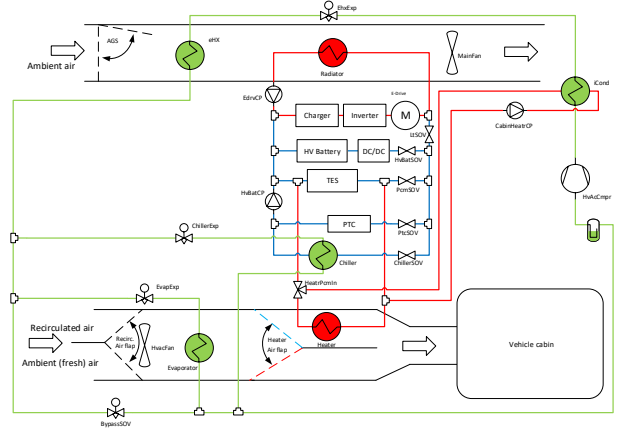 EhxExp
AGS
eHX
MainFan
Ambient air
Radiator
iCond
EdrvCP
E-Drive
Charger
Inverter
M
CabinHeatrCP
LtSOV
HV Battery
DC/DC
HvBatSOV
TES
PcmSOV
HvAcCmpr
HvBatCP
PTC
PtcSOV
ChillerExp
Chiller
ChillerSOV
HeatrPcmIn
EvapExp
Recirculated air
Recirc.
Air flap
HvacFan
Heater
Air flap
Heater
Vehicle cabin
Ambient (fresh) air
Evaporator
BypassSOV